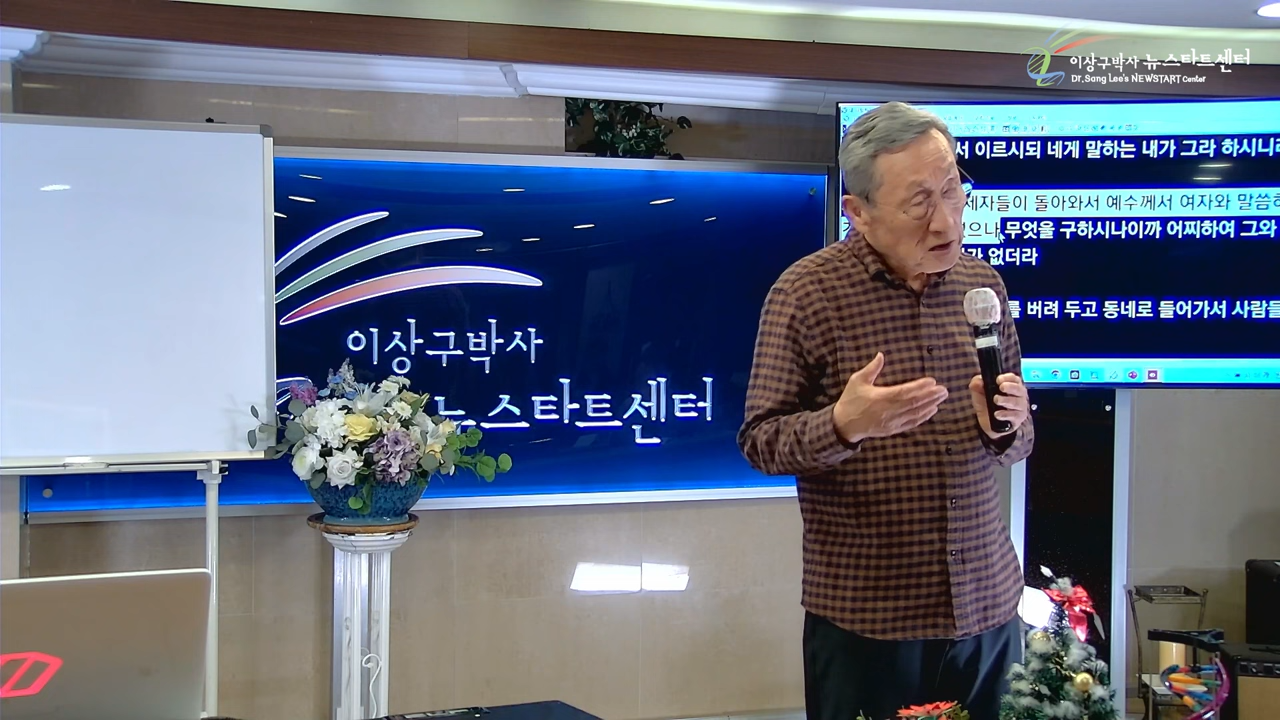 이상구박사 뉴스타트센터
Dr. Sang Lee's NEWSTART Center
서 이르시되 네게 말하는 내가 그라 하시니라
제자들이 돌아와서 예수께서 여자와 말씀하
으나 무엇을 구하시나이까 어찌하여 그와
가 없더라
를 버려 두고 동네로 들어가서 사람들
이상구박사
뉴스타트센터